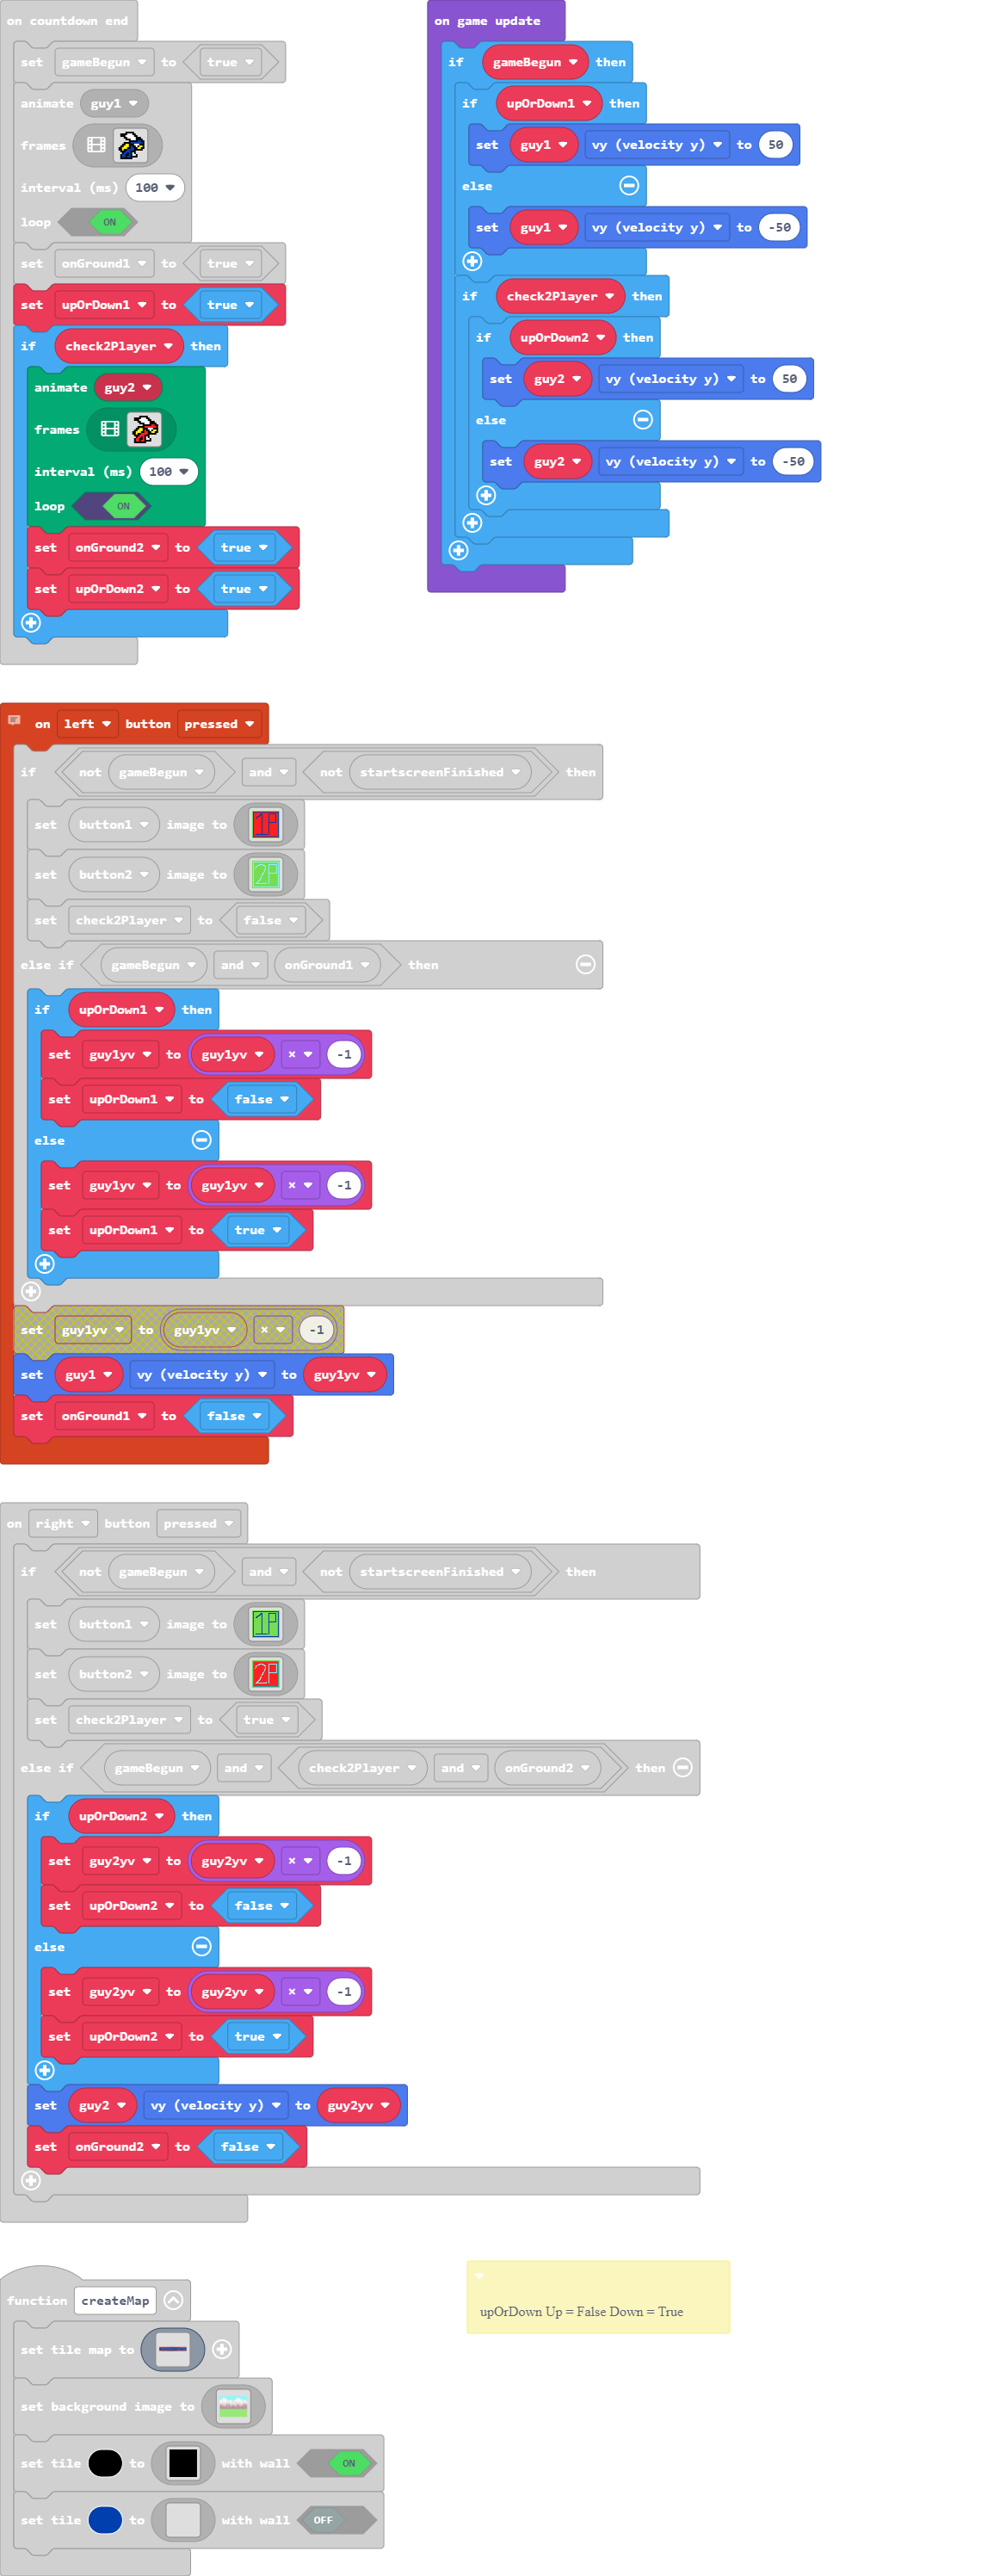 on countdown end
set gameBegun to true
animate guy1
frames
interval (ms) 100
loop ON
set onGround1 to true
set upOrDown1 to true
if check2Player then
animate guy2
frames
interval (ms) 100
loop ON
set onGround2 to true
set upOrDown2 to true
on game update
if gameBegun then
if upOrDown1 then
set guy1 vy (velocity y) to 50
else
set guy1 vy (velocity y) to -50
if check2Player then
if upOrDown2 then
set guy2 vy (velocity y) to 50
else
set guy2 vy (velocity y) to -50
on left button pressed
if not gameBegun and not startscreenFinished then
set button1 image to 1P
set button2 image to 2P
set check2Player to false
else if gameBegun and onGround1 then
if upOrDown1 then
set guy1yv to guy1yv × -1
set upOrDown1 to false
else
set guy1yv to guy1yv × -1
set upOrDown1 to true
set guy1yv to guy1yv × -1
set guy1 vy (velocity y) to guy1yv
set onGround1 to false
on right button pressed
if not gameBegun and not startscreenFinished then
set button1 image to 1P
set button2 image to 2P
set check2Player to true
else if gameBegun and check2Player and onGround2 then
if upOrDown2 then
set guy2yv to guy2yv × -1
set upOrDown2 to false
else
set guy2yv to guy2yv × -1
set upOrDown2 to true
set guy2 vy (velocity y) to guy2yv
set onGround2 to false
function createMap
set tile map to
set background image to
set tile to with wall ON
set tile to with wall OFF
upOrDown Up = False Down = True